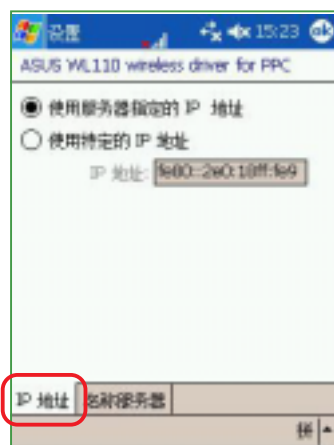 设置 15:23 ok
ASUS WL110 wireless driver for PPC
使用服务器指定的 IP 地址
使用特定的 IP 地址
IP 地址: fe80::2e0:18ff:fe9
IP 地址 名称服务器
拼